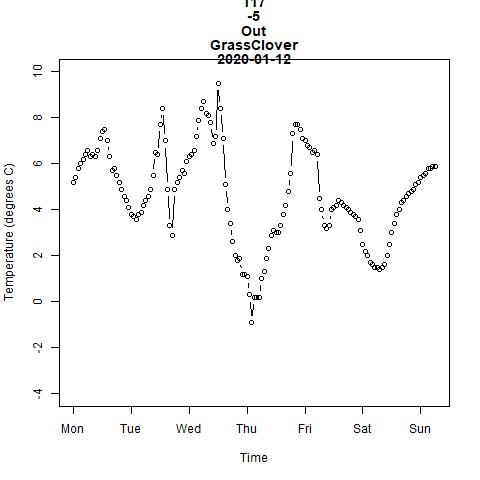 T17
-5
Out
GrassClover
2020-01-12
Temperature (degrees C)
10
8
6
4
2
0
-2
-4
Mon Tue Wed Thu Fri Sat Sun
Time